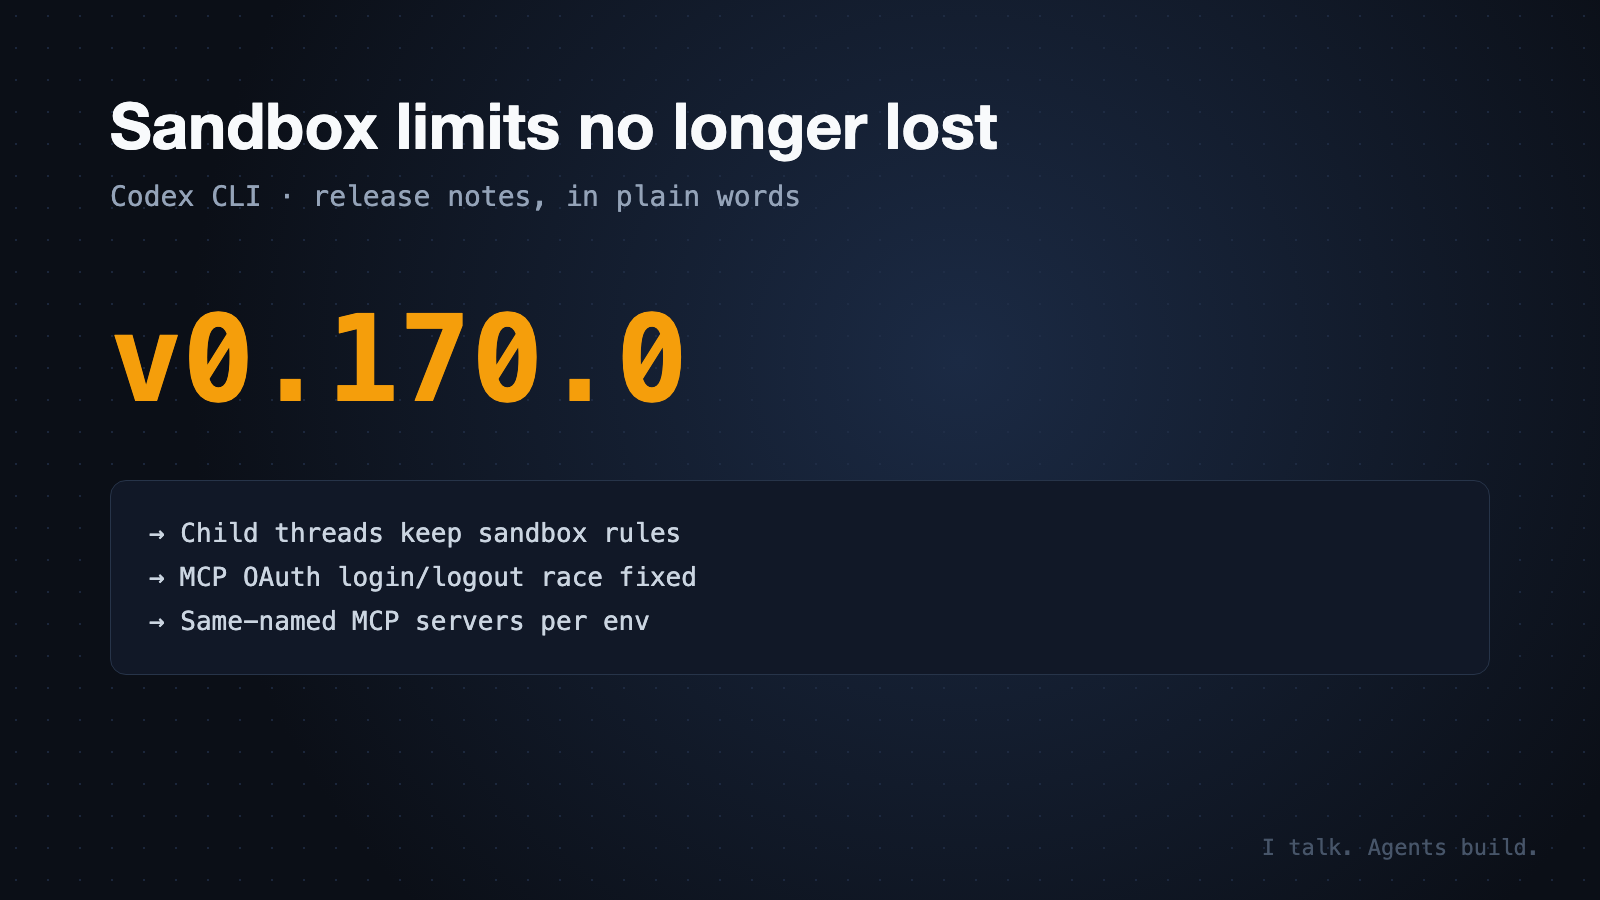 Sandbox limits no longer lost
Codex CLI · release notes, in plain words
v0.170.0
→ Child threads keep sandbox rules
→ MCP OAuth login/logout race fixed
→ Same-named MCP servers per env
I talk. Agents build.